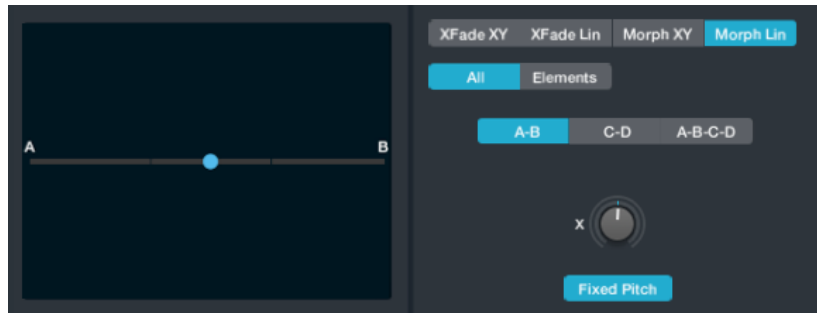 XFade XY XFade Lin Morph XY Morph Lin
All Elements
A-B C-D A-B-C-D
A B
X
Fixed Pitch